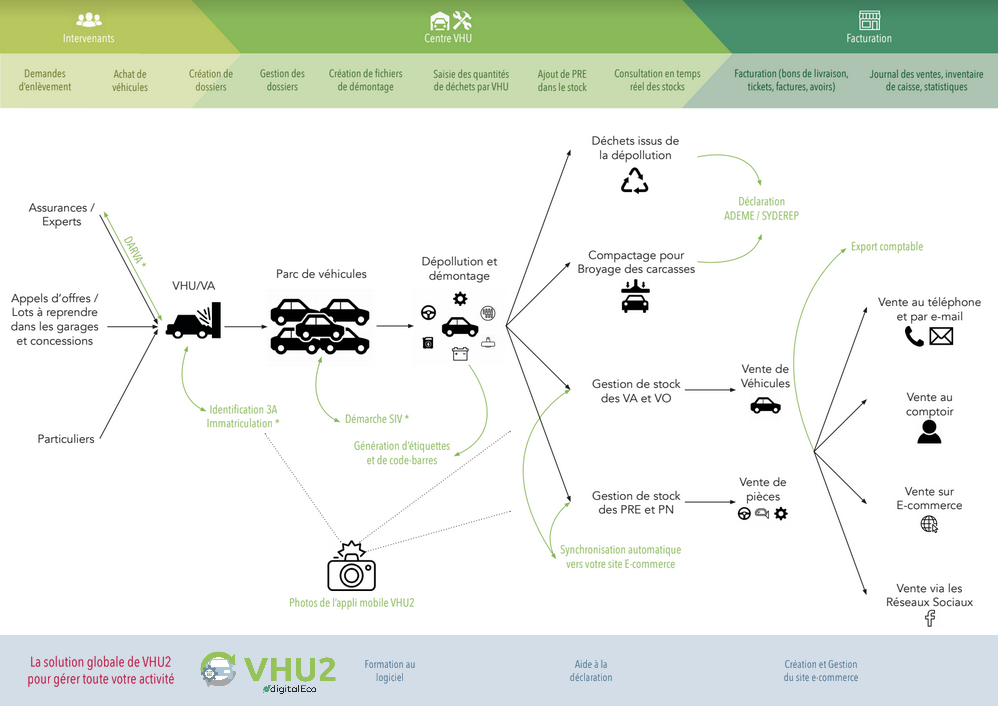 Intervenants
Centre VHU
Facturation
Demandes
d'enlèvement
Achat de
véhicules
Création de
dossiers
Gestion des
dossiers
Création de fichiers
de démontage
Saisie des quantités
de déchets par VHU
Ajout de PRE
dans le stock
Consultation en temps
réel des stocks
Facturation (bons de livraison,
tickets, factures, avoirs)
Journal des ventes, inventaire
de caisse, statistiques
Assurances /
Experts
DARVA *
Appels d'offres /
Lots à reprendre
dans les garages
et concessions
Particuliers
VHU/VA
Identification 3A
Immatriculation *
Parc de véhicules
Démarche SIV *
Dépollution et
démontage
Génération d'étiquettes
et de code-barres
Photos de l'appli mobile VHU2
Déchets issus de
la dépollution
Compactage pour
Broyage des carcasses
Déclaration
ADEME / SYDEREP
Gestion de stock
des VA et VO
Vente de
Véhicules
Gestion de stock
des PRE et PN
Vente de
pièces
Synchronisation automatique
vers votre site E-commerce
Export comptable
Vente au téléphone
et par e-mail
Vente au
comptoir
Vente sur
E-commerce
Vente via les
Réseaux Sociaux
La solution globale de VHU2
pour gérer toute votre activité
VHU2
digitalEco
Formation au
logiciel
Aide à la
déclaration
Création et Gestion
du site e-commerce